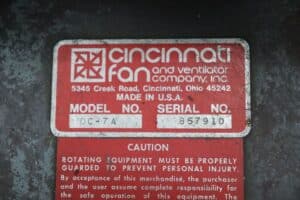 cincinnati
fan and ventilator
company, inc.
5345 Creek Road, Cincinnati, Ohio 45242
MADE IN U.S.A.
MODEL NO. SERIAL NO.
OC-7A 857910
CAUTION
ROTATING EQUIPMENT MUST BE PROPERLY
GUARDED TO PREVENT PERSONAL INJURY.
By acceptance of this merchandise, the purchaser
and the user assume complete responsibility for
the safe operation of this equipment. The